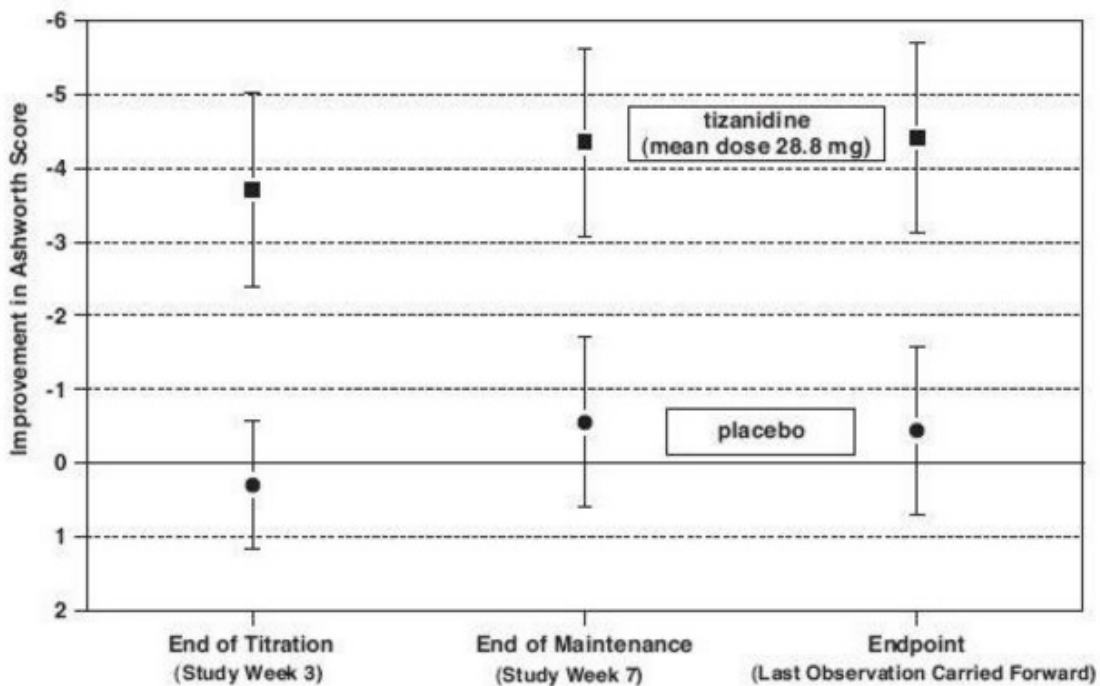 Improvement in Ashworth Score
-6
-5
-4
-3
-2
-1
0
1
2
tizanidine
(mean dose 28.8 mg)
placebo
End of Titration
(Study Week 3)
End of Maintenance
(Study Week 7)
Endpoint
(Last Observation Carried Forward)